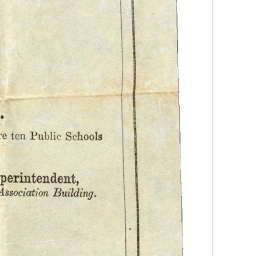 re ten Public Schools
perintendent,
Association Building.